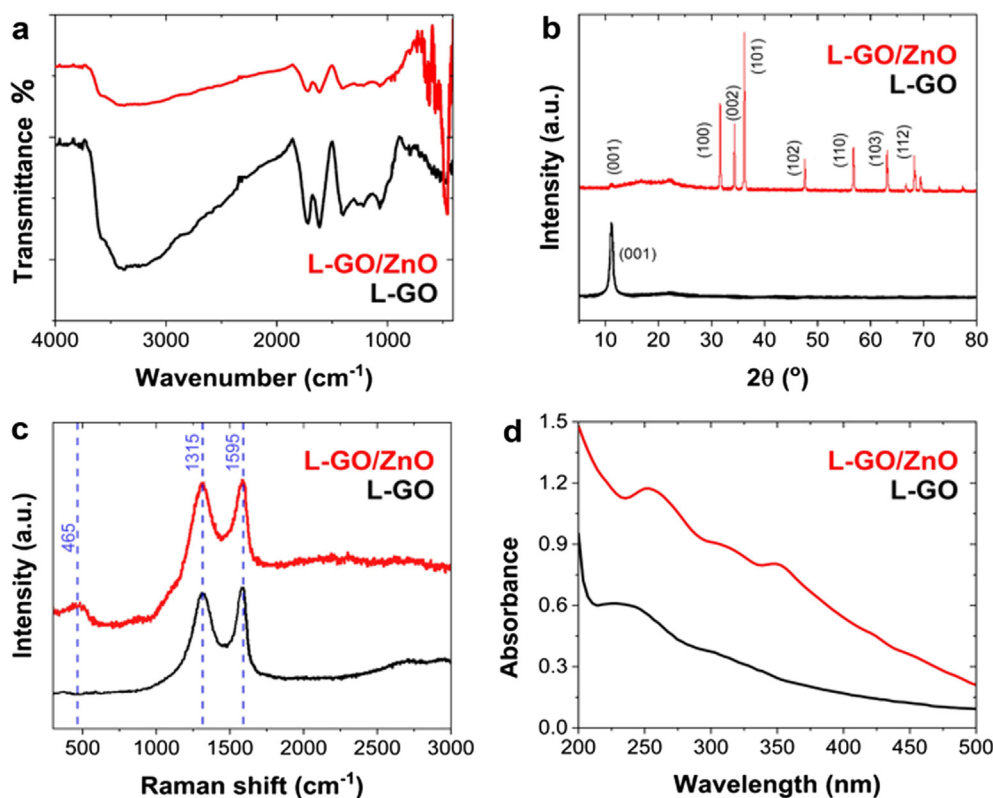 a
Transmittance %
L-GO/ZnO
L-GO
4000 3000 2000 1000
Wavenumber (cm⁻¹)
b
Intensity (a.u.)
L-GO/ZnO
L-GO
(001)
(100)
(002)
(101)
(102)
(110)
(103)
(112)
(001)
10 20 30 40 50 60 70 80
2θ (°)
c
Intensity (a.u.)
465
1315
1595
L-GO/ZnO
L-GO
500 1000 1500 2000 2500 3000
Raman shift (cm⁻¹)
d
Absorbance
L-GO/ZnO
L-GO
1.5
1.2
0.9
0.6
0.3
0.0
200 250 300 350 400 450 500
Wavelength (nm)